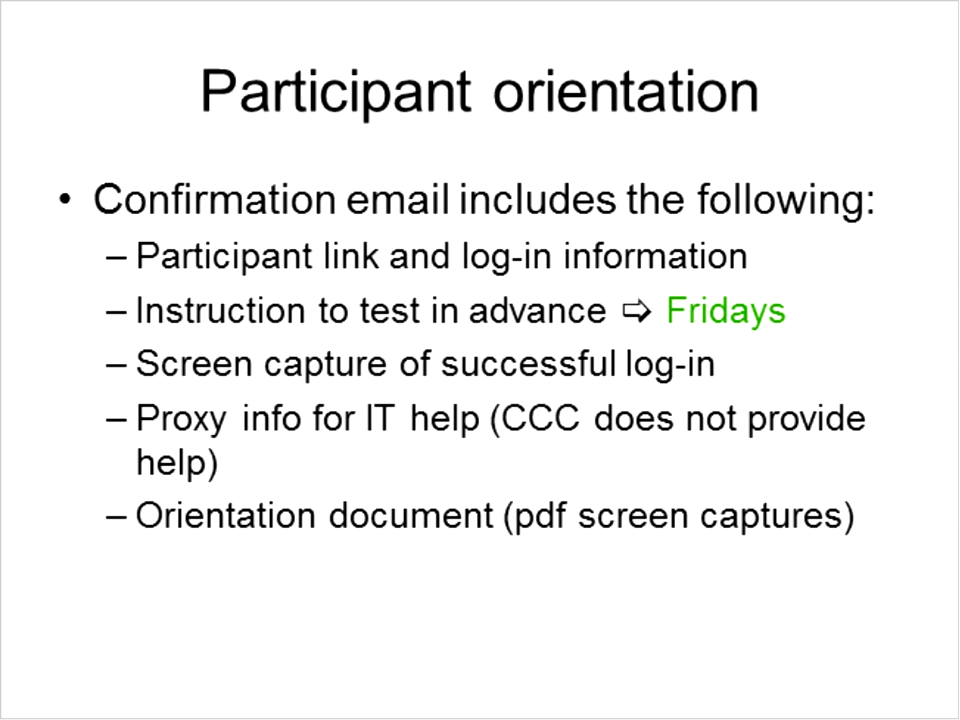 Participant orientation
• Confirmation email includes the following:
– Participant link and log-in information
– Instruction to test in advance ➯ Fridays
– Screen capture of successful log-in
– Proxy info for IT help (CCC does not provide
help)
– Orientation document (pdf screen captures)